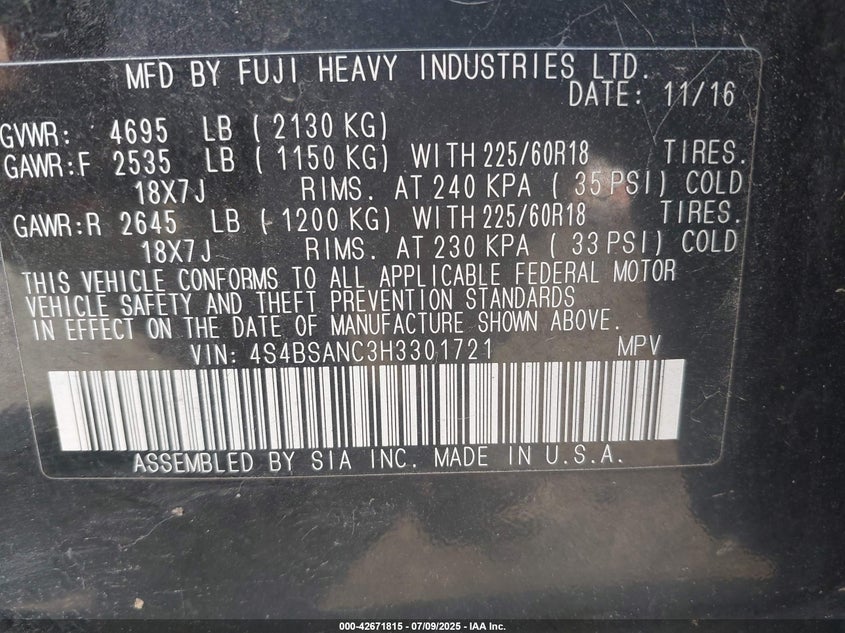 MFD BY FUJI HEAVY INDUSTRIES LTD.
DATE: 11/16
GVWR: 4695 LB ( 2130 KG)
GAWR:F 2535 LB ( 1150 KG) WITH 225/60R18 TIRES.
18X7J RIMS. AT 240 KPA ( 35 PSI) COLD
GAWR:R 2645 LB ( 1200 KG) WITH 225/60R18 TIRES.
18X7J RIMS. AT 230 KPA ( 33 PSI) COLD
THIS VEHICLE CONFORMS TO ALL APPLICABLE FEDERAL MOTOR
VEHICLE SAFETY AND THEFT PREVENTION STANDARDS
IN EFFECT ON THE DATE OF MANUFACTURE SHOWN ABOVE.
VIN: 4S4BSANC3H3301721 MPV
ASSEMBLED BY SIA INC. MADE IN U.S.A.
000-42671815 - 07/09/2025 - IAA Inc.